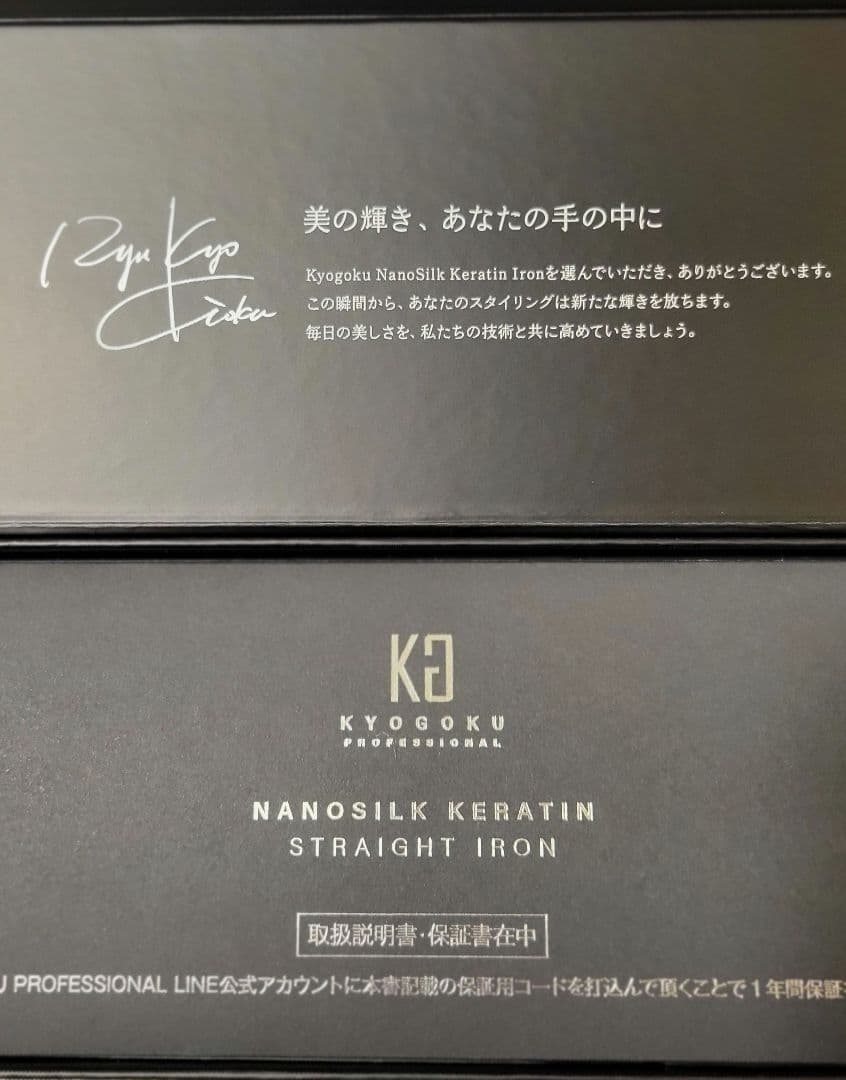 Ryu Kyo
Goku
美の輝き、あなたの手の中に
Kyogoku NanoSilk Keratin Ironを選んでいただき、ありがとうございます。
この瞬間から、あなたのスタイリングは新たな輝きを放ちます。
毎日の美しさを、私たちの技術と共に高めていきましょう。
KG
KYOGOKU
PROFESSIONAL
NANOSILK KERATIN
STRAIGHT IRON
取扱説明書・保証書在中
U PROFESSIONAL LINE公式アカウントに本書記載の保証用コードを打込んで頂くことで1年間保証